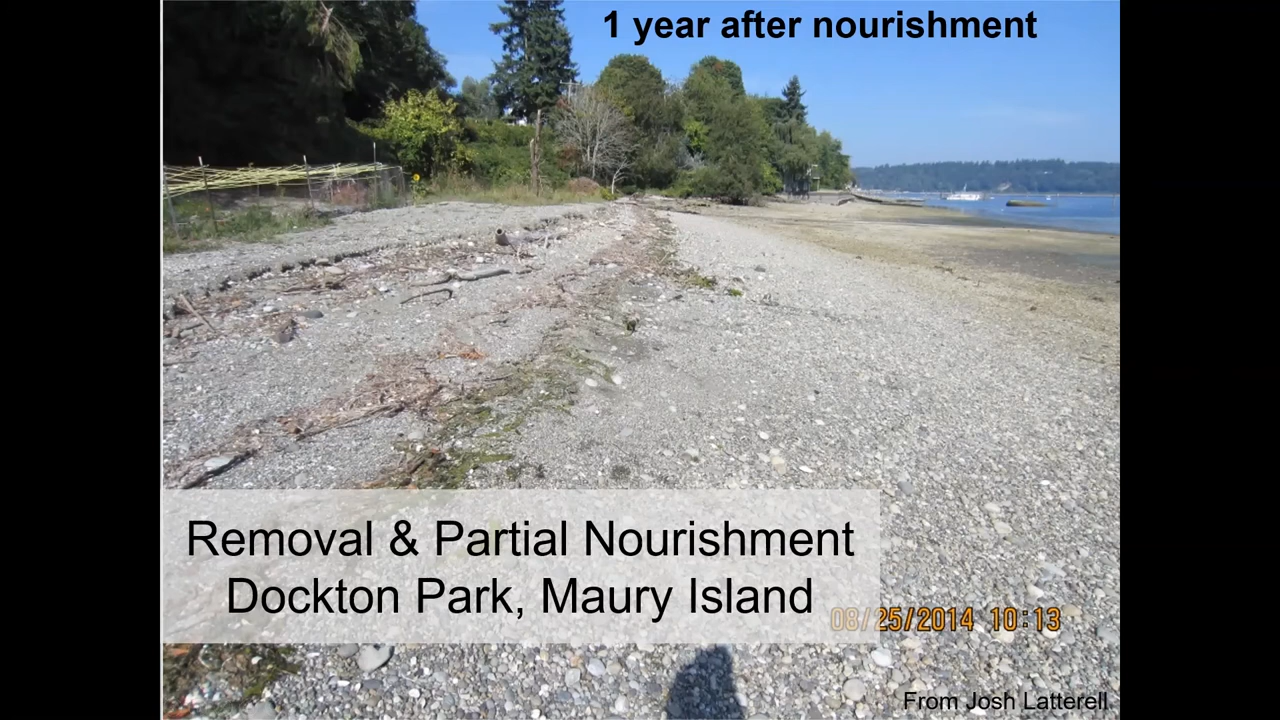 1 year after nourishment
Removal & Partial Nourishment
Dockton Park, Maury Island
08/25/2014 10:13
From Josh Latterell